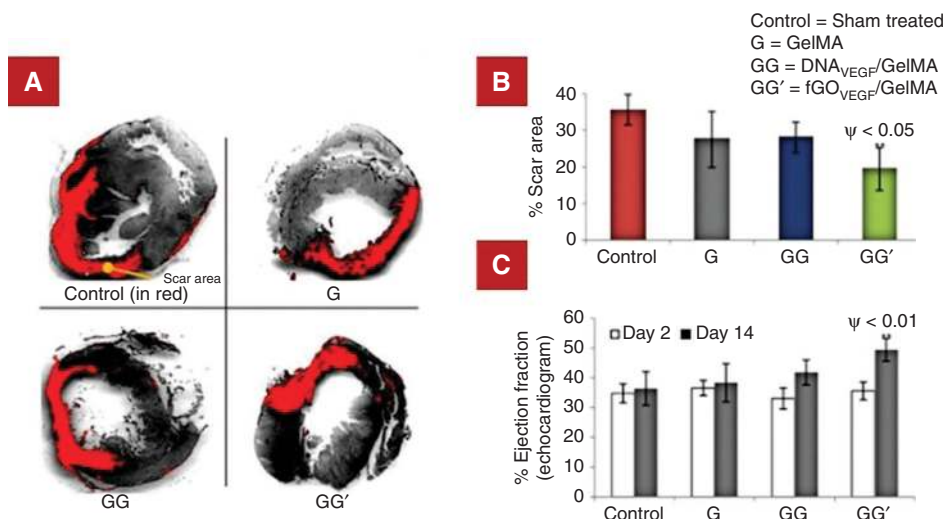 A
Scar area
Control (in red)
G
GG
GG′
B
Control = Sham treated
G = GelMA
GG = DNAVEGF/GelMA
GG′ = fGOVEGF/GelMA
% Scar area
40
30
20
10
0
ψ < 0.05
Control G GG GG′
C
% Ejection fraction
(echocardiogram)
60
50
40
30
20
10
0
Day 2 Day 14
ψ < 0.01
Control G GG GG′